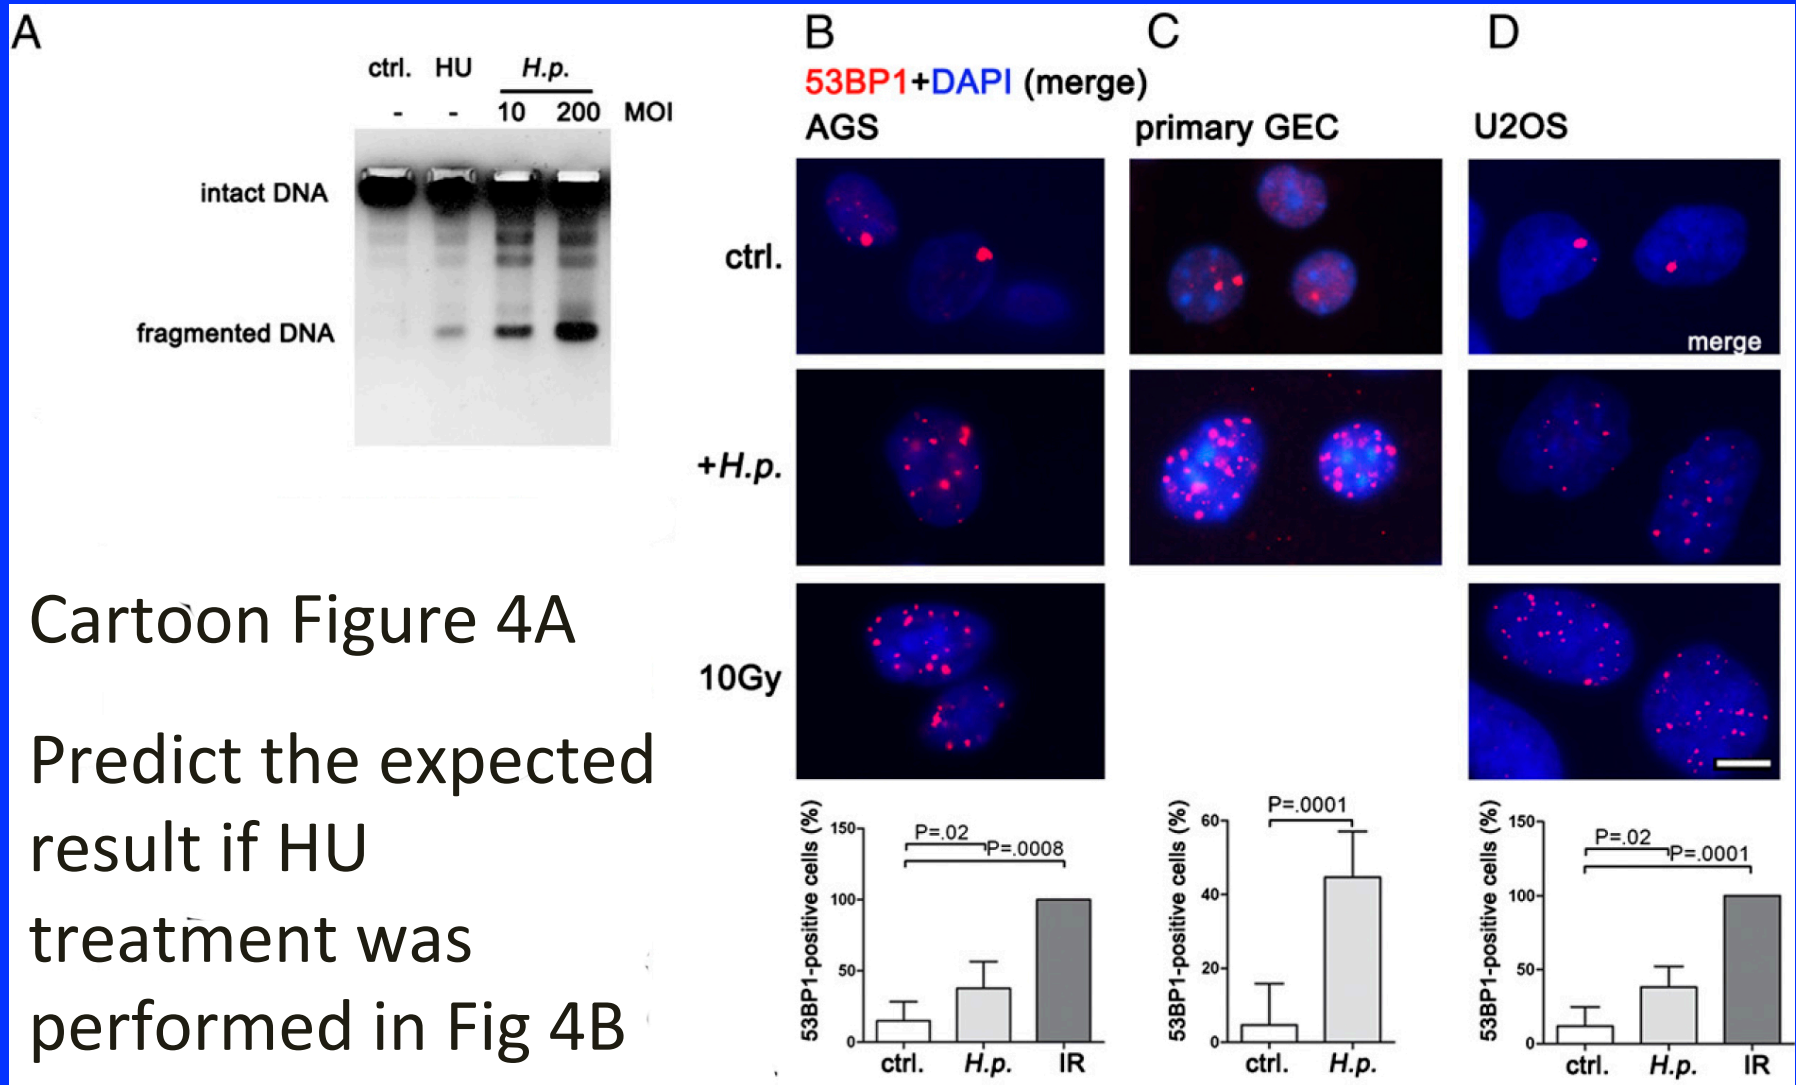 A
ctrl. HU H.p.
- - 10 200 MOI
intact DNA
fragmented DNA
Cartoon Figure 4A
Predict the expected
result if HU
treatment was
performed in Fig 4B
B C D
53BP1+DAPI (merge)
AGS primary GEC U2OS
ctrl.
merge
+H.p.
10Gy
53BP1-positive cells (%)
150
100
50
0
P=.02
P=.0008
ctrl. H.p. IR
53BP1-positive cells (%)
60
40
20
0
P=.0001
ctrl. H.p.
53BP1-positive cells (%)
150
100
50
0
P=.02
P=.0001
ctrl. H.p. IR